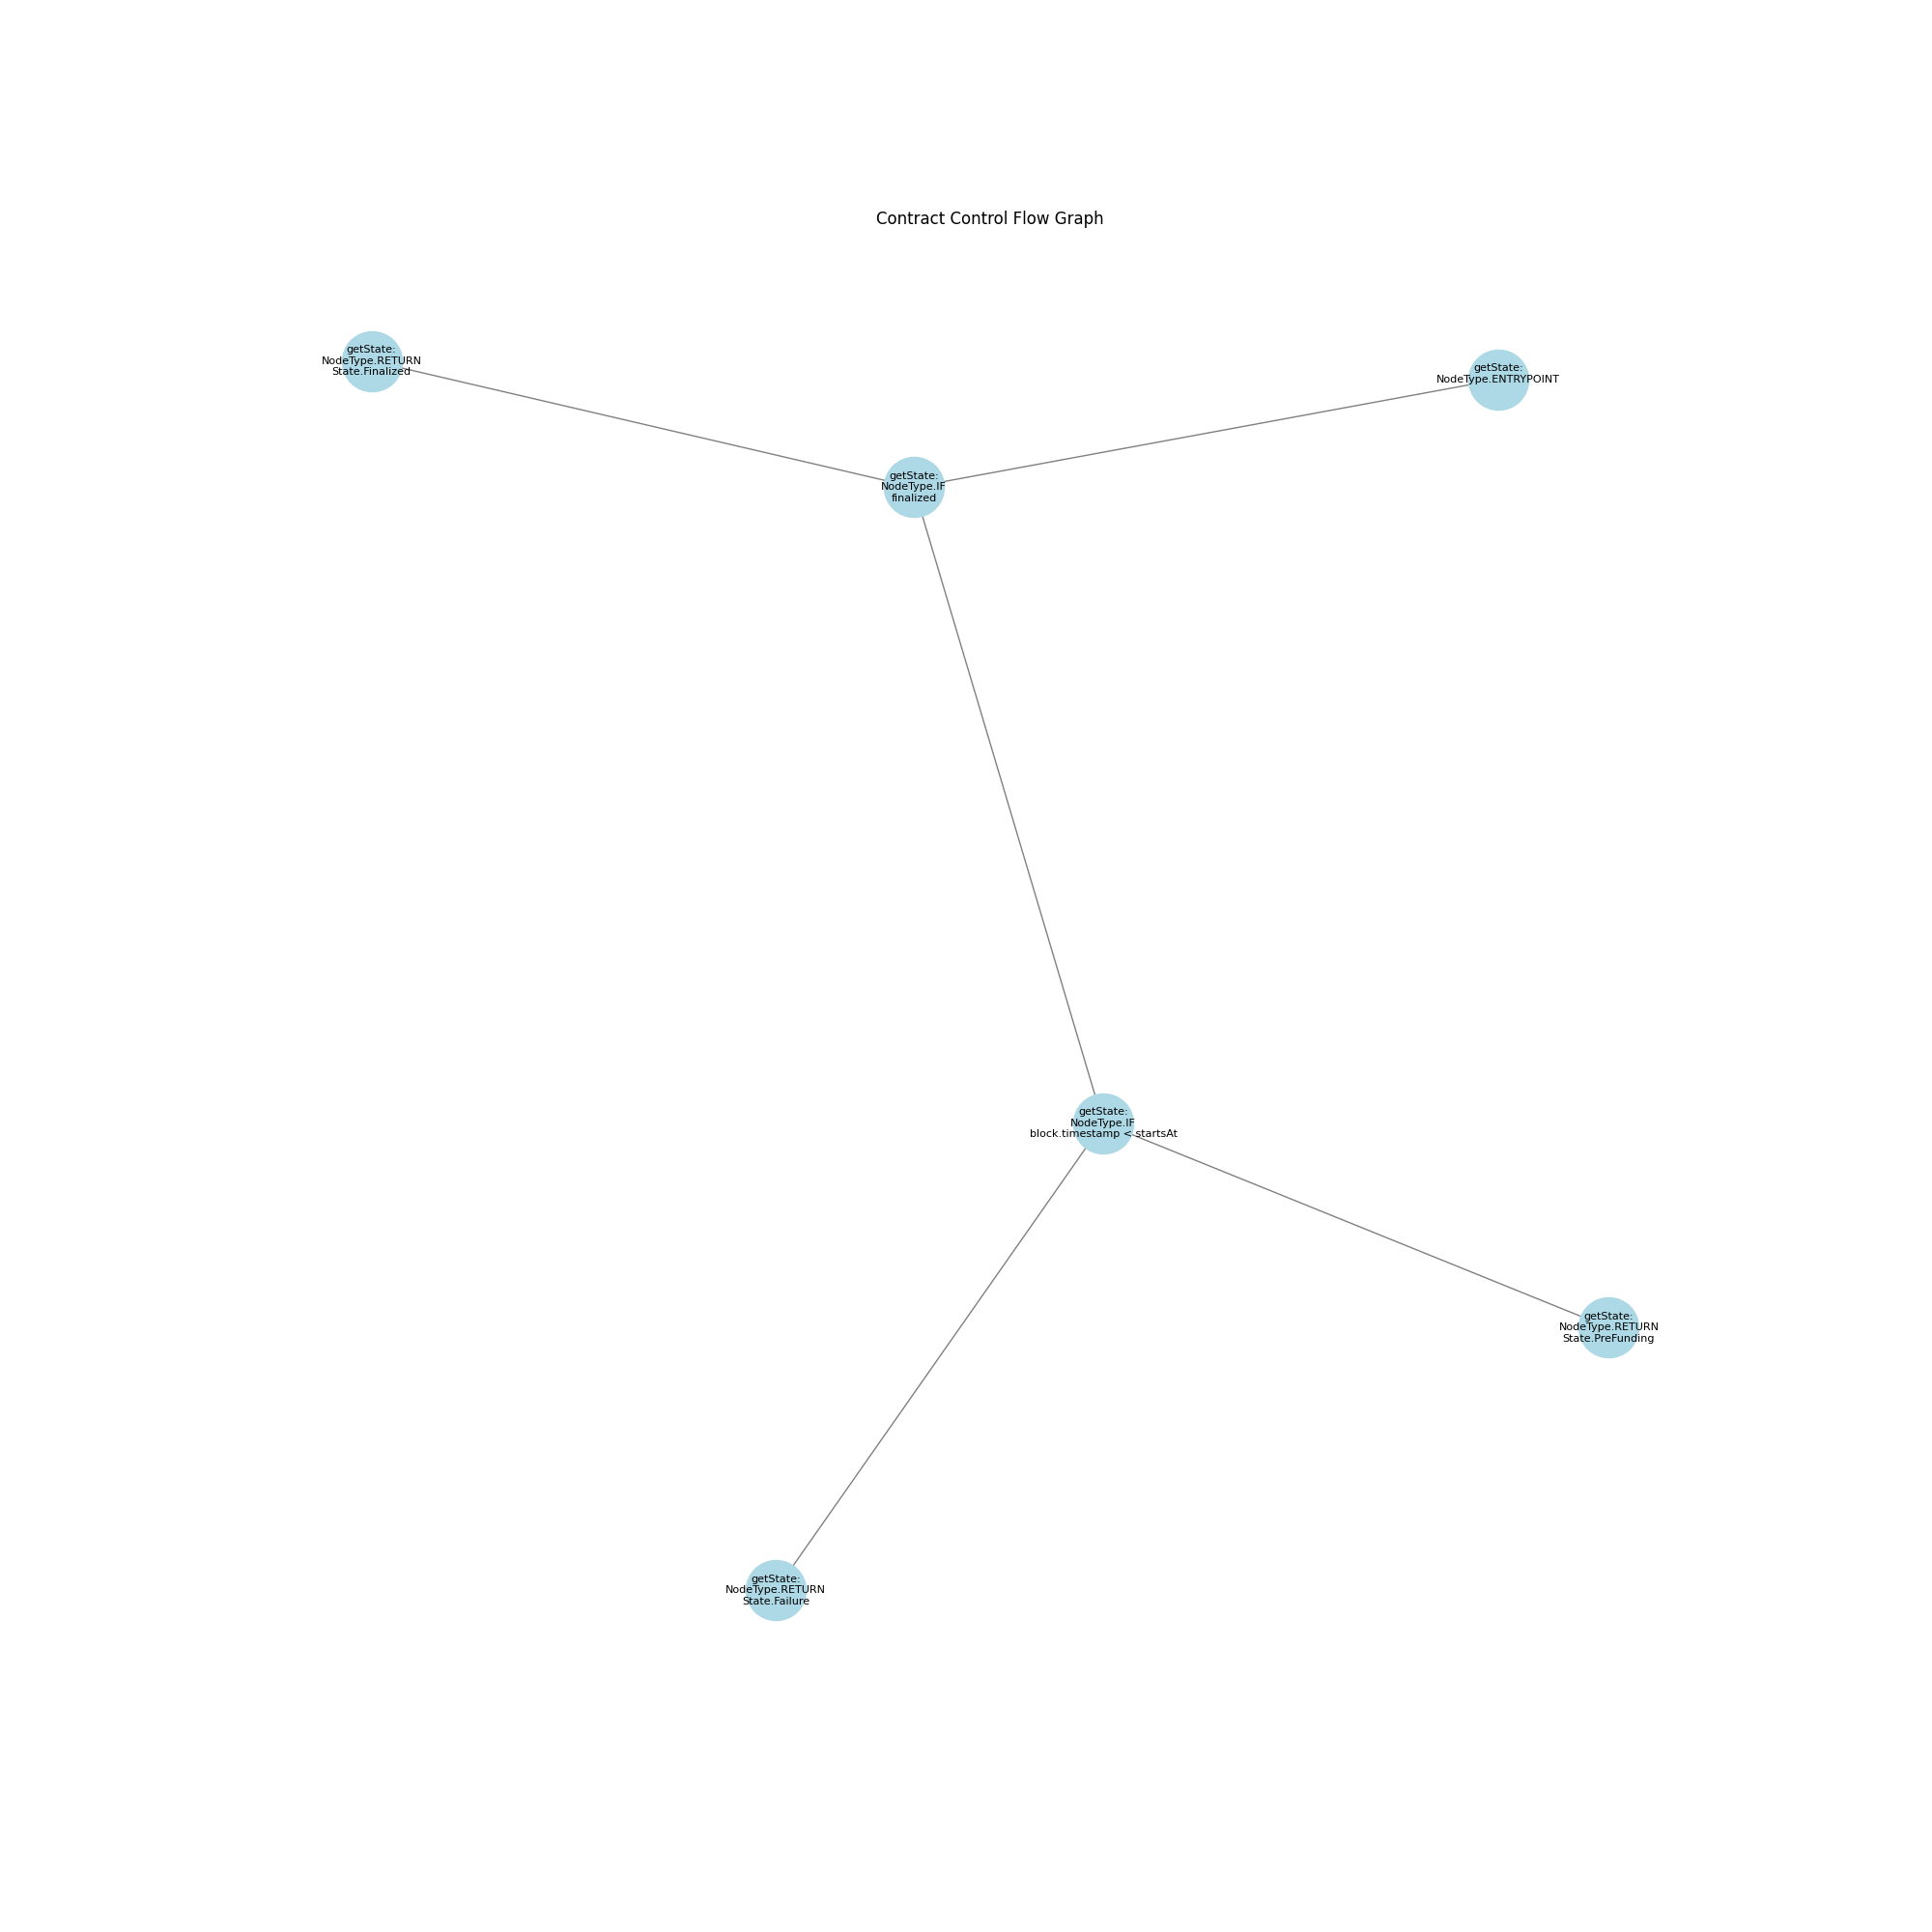 Contract Control Flow Graph
getState:
NodeType.RETURN
State.Finalized
getState:
NodeType.ENTRYPOINT
getState:
NodeType.IF
finalized
getState:
NodeType.IF
block.timestamp < startsAt
getState:
NodeType.RETURN
State.PreFunding
getState:
NodeType.RETURN
State.Failure